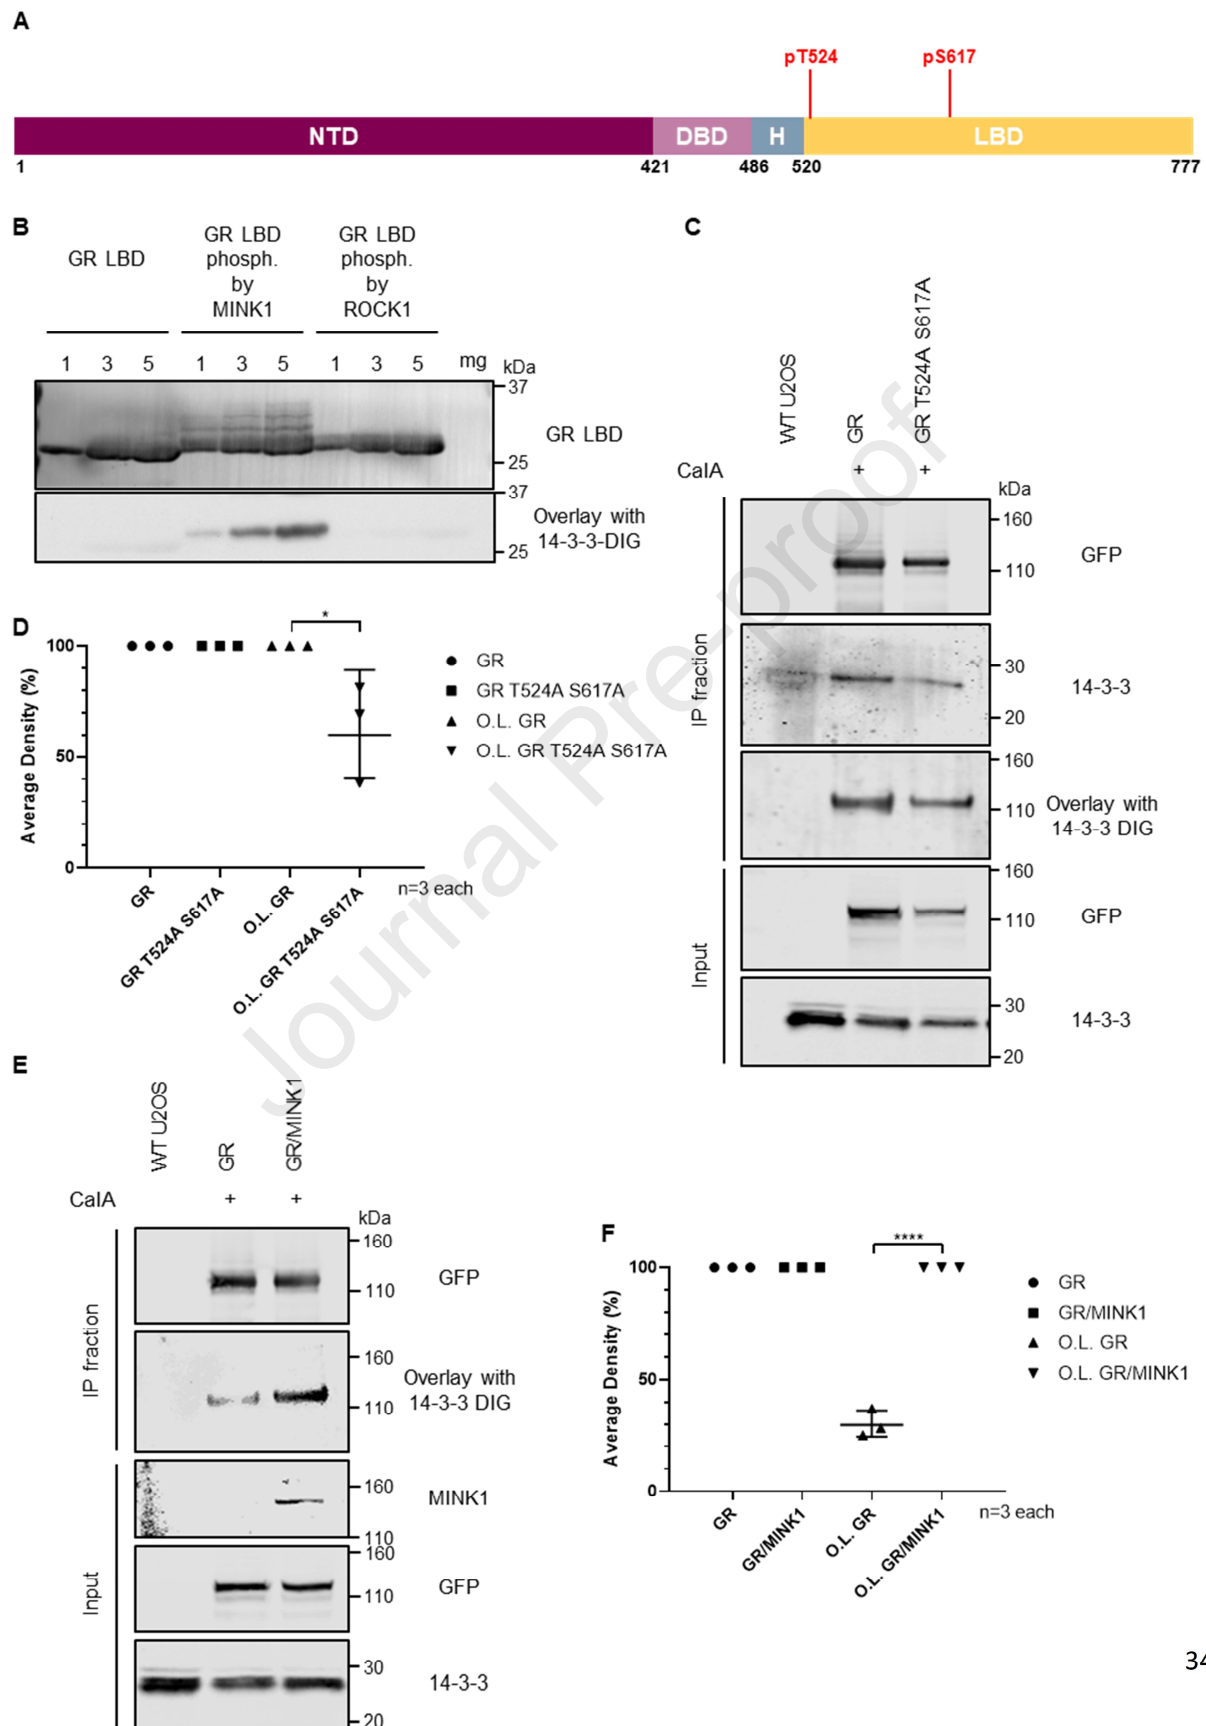 A
pT524
pS617
NTD
DBD
H
LBD
1
421
486
520
777
B
GR LBD
GR LBD
phosph.
by
MINK1
GR LBD
phosph.
by
ROCK1
1 3 5 1 3 5 1 3 5 mg
kDa
37
GR LBD
25
37
Overlay with
14-3-3-DIG
25
C
WT U2OS
GR
GR T524A S617A
CalA + +
kDa
160
GFP
110
IP fraction
30
14-3-3
20
160
Overlay with
110
14-3-3 DIG
Input
160
GFP
110
30
14-3-3
20
D
*
100
50
0
Average Density (%)
GR
GR T524A S617A
O.L. GR
O.L. GR T524A S617A
GR
GR T524A S617A
O.L. GR
O.L. GR T524A S617A
n=3 each
Journal Pre-proof
E
WT U2OS
GR
GR/MINK1
CalA + +
kDa
160
GFP
110
IP fraction
160
Overlay with
14-3-3 DIG
110
Input
160
MINK1
110
160
GFP
110
30
14-3-3
20
F
****
100
50
0
Average Density (%)
GR
GR/MINK1
O.L. GR
O.L. GR/MINK1
GR
GR/MINK1
O.L. GR
O.L. GR/MINK1
n=3 each
34